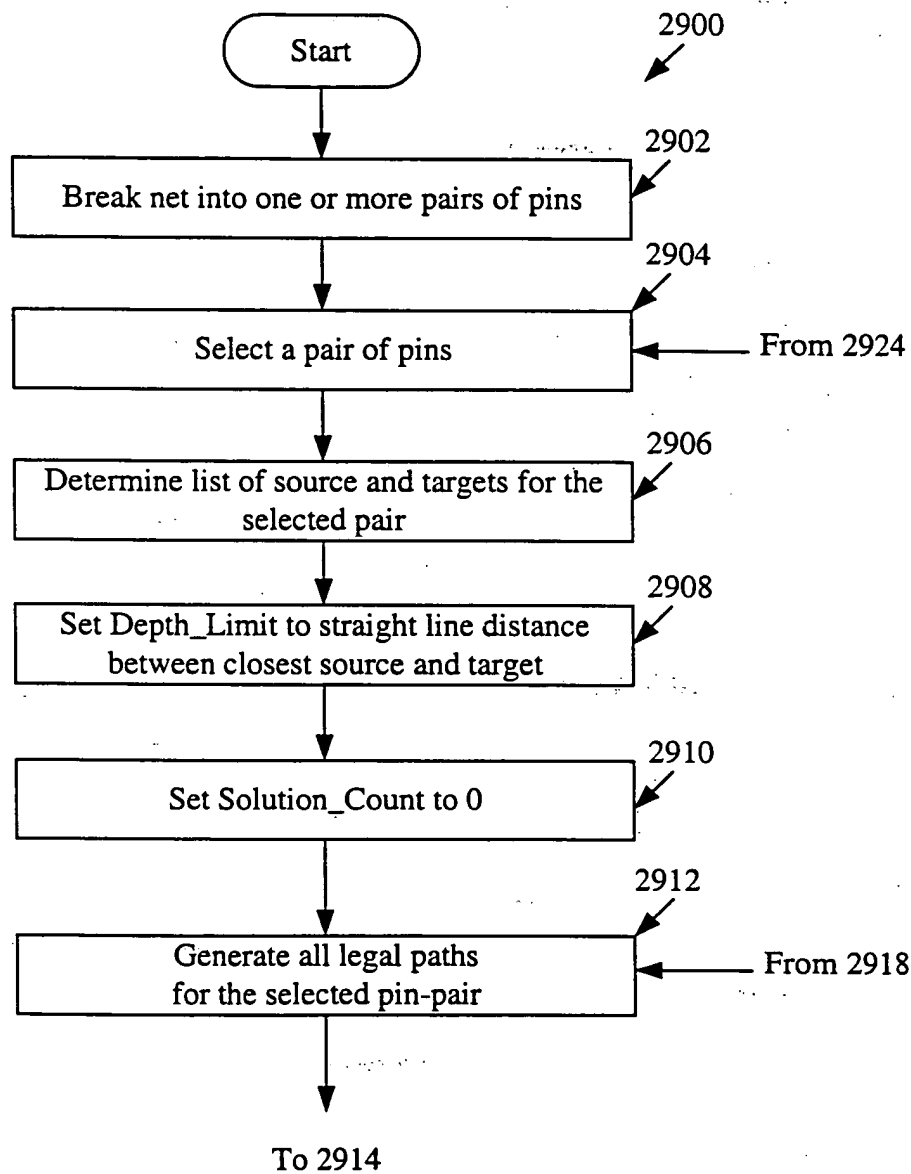 Start
2900
2902
Break net into one or more pairs of pins
2904
Select a pair of pins
From 2924
2906
Determine list of source and targets for the
selected pair
2908
Set Depth_Limit to straight line distance
between closest source and target
2910
Set Solution_Count to 0
2912
Generate all legal paths
for the selected pin-pair
From 2918
To 2914